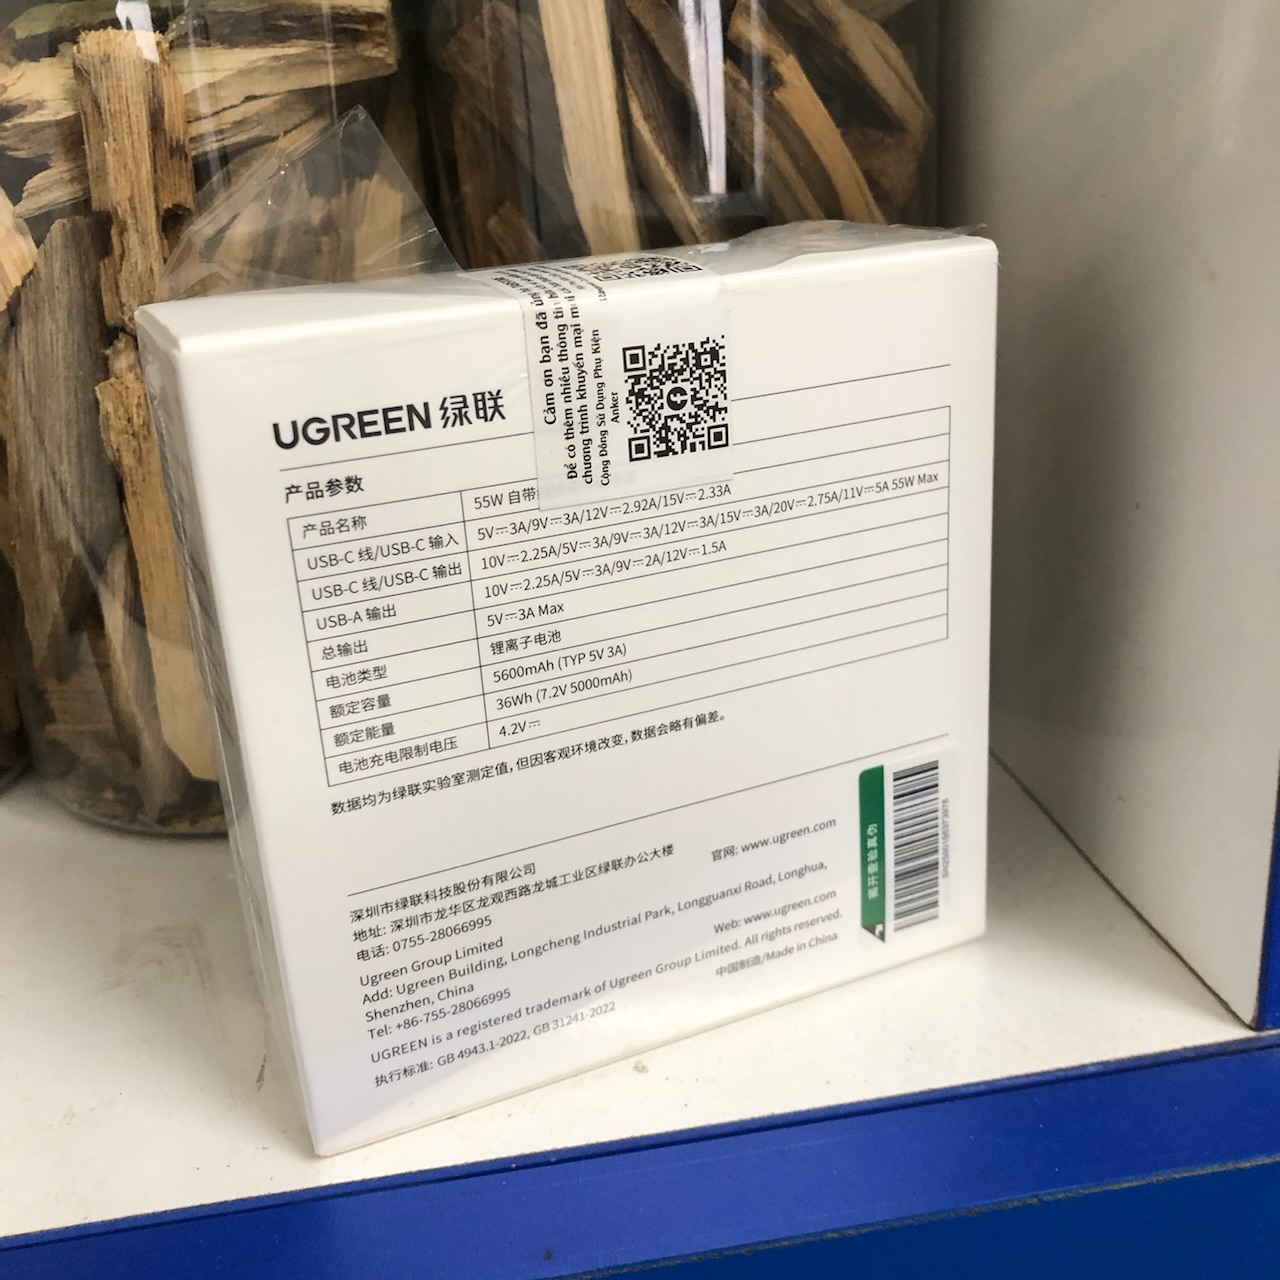 Cảm ơn bạn đã
Để có thêm nhiều thông tin
chương trình khuyến mại
Cộng Đồng Sử Dụng Phụ Kiện
Anker
UGREEN 绿联
产品参数
产品名称 55W 自带
USB-C 线/USB-C 输入 5V⎓3A/9V⎓3A/12V⎓2.92A/15V⎓2.33A
USB-C 线/USB-C 输出 10V⎓2.25A/5V⎓3A/9V⎓3A/12V⎓3A/15V⎓3A/20V⎓2.75A/11V⎓5A 55W Max
USB-A 输出 10V⎓2.25A/5V⎓3A/9V⎓2A/12V⎓1.5A
总输出 5V⎓3A Max
电池类型 锂离子电池
额定容量 5600mAh (TYP 5V 3A)
额定能量 36Wh (7.2V 5000mAh)
电池充电限制电压 4.2V⎓
数据均为绿联实验室测定值，但因客观环境改变，数据会略有偏差。
深圳市绿联科技股份有限公司
地址: 深圳市龙华区龙观西路龙城工业区绿联办公大楼
电话: 0755-28066995 官网: www.ugreen.com
Ugreen Group Limited
Add: Ugreen Building, Longcheng Industrial Park, Longguanxi Road, Longhua,
Shenzhen, China
Tel: +86-755-28066995 Web: www.ugreen.com
UGREEN is a registered trademark of Ugreen Group Limited. All rights reserved.
执行标准: GB 4943.1-2022, GB 31241-2022 中国制造/Made in China
揭开查验真伪